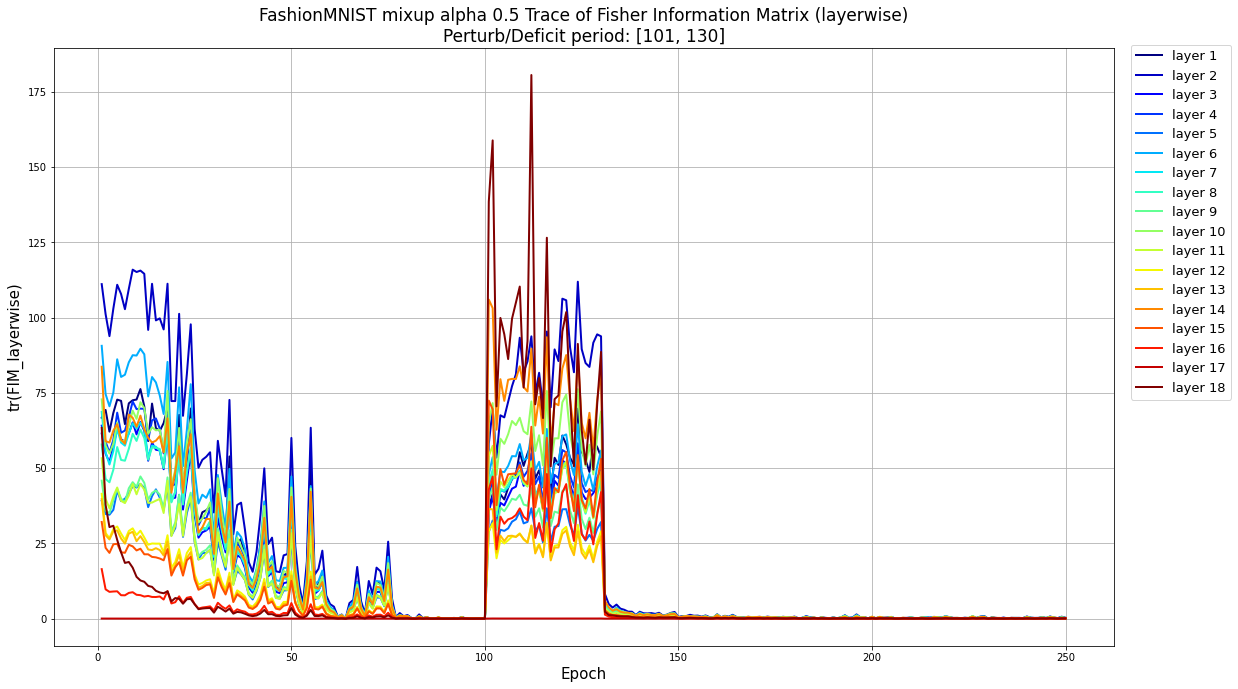 FashionMNIST mixup alpha 0.5 Trace of Fisher Information Matrix (layerwise)
Perturb/Deficit period: [101, 130]
tr(FIM_layerwise)
175
150
125
100
75
50
25
0
0
50
100
150
200
250
Epoch
layer 1
layer 2
layer 3
layer 4
layer 5
layer 6
layer 7
layer 8
layer 9
layer 10
layer 11
layer 12
layer 13
layer 14
layer 15
layer 16
layer 17
layer 18